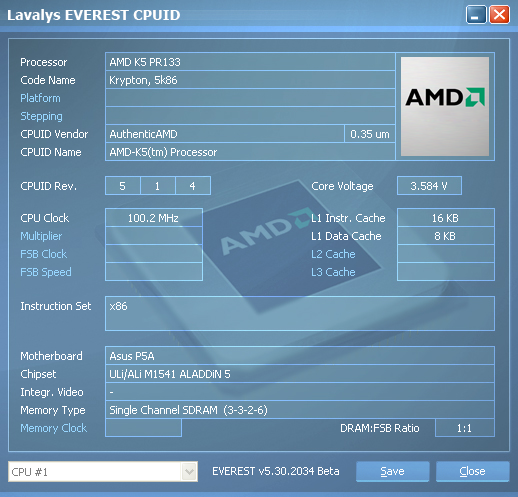 Lavalys EVEREST CPUID
Processor AMD K5 PR133
Code Name Krypton, 5k86
Platform
Stepping
CPUID Vendor AuthenticAMD 0.35 um
CPUID Name AMD-K5(tm) Processor
AMD
CPUID Rev. 5 1 4 Core Voltage 3.584 V
CPU Clock 100.2 MHz L1 Instr. Cache 16 KB
Multiplier L1 Data Cache 8 KB
FSB Clock L2 Cache
FSB Speed L3 Cache
AMD
Instruction Set x86
Motherboard Asus P5A
Chipset ULi/ALi M1541 ALADDiN 5
Integr. Video -
Memory Type Single Channel SDRAM (3-3-2-6)
Memory Clock DRAM:FSB Ratio 1:1
CPU #1 EVEREST v5.30.2034 Beta Save Close